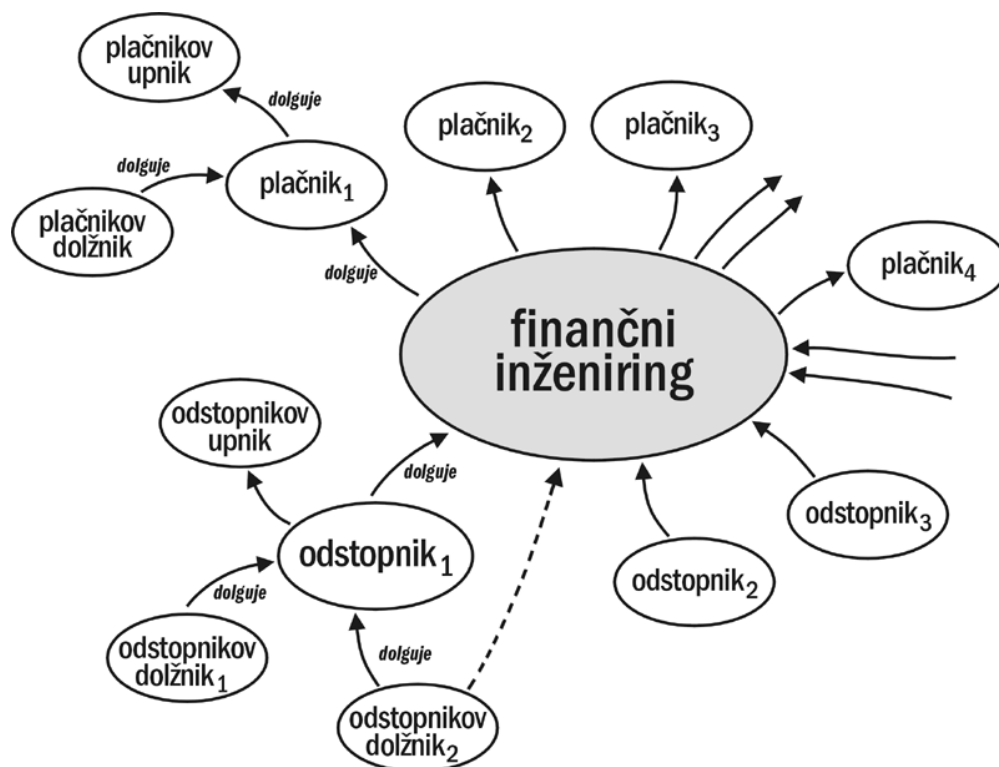 plačnikov
upnik
dolguje
plačnik2
plačnik3
dolguje
plačnik1
plačnikov
dolžnik
dolguje
plačnik4
finančni
inženiring
odstopnikov
upnik
dolguje
odstopnik3
odstopnik1
odstopnik2
dolguje
odstopnikov
dolžnik1
dolguje
odstopnikov
dolžnik2